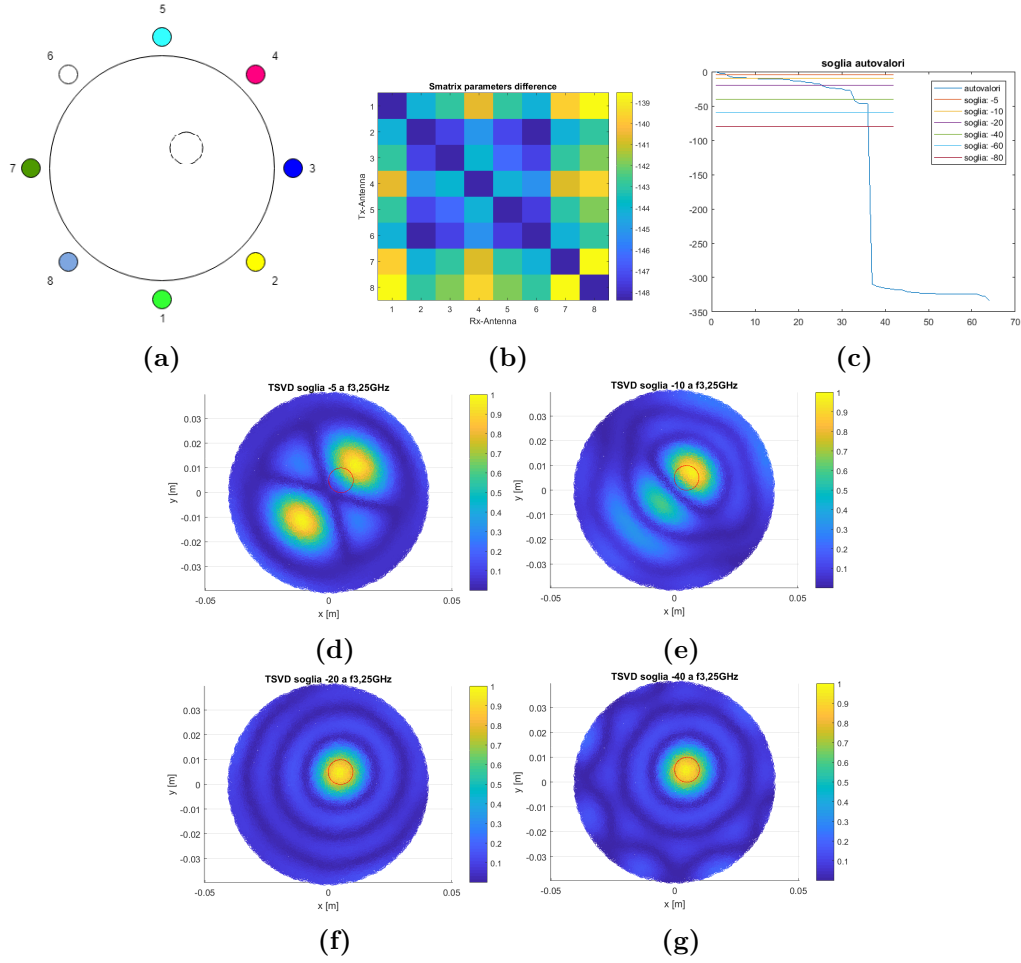 5
6
4
7
3
8
2
1
(a)
Smatrix parameters difference
Tx-Antenna
1
2
3
4
5
6
7
8
1 2 3 4 5 6 7 8
Rx-Antenna
-139
-140
-141
-142
-143
-144
-145
-146
-147
-148
(b)
soglia autovalori
0
-50
-100
-150
-200
-250
-300
-350
0 10 20 30 40 50 60 70
autovalori
soglia: -5
soglia: -10
soglia: -20
soglia: -40
soglia: -60
soglia: -80
(c)
TSVD soglia -5 a f3,25GHz
y [m]
0.03
0.02
0.01
0
-0.01
-0.02
-0.03
-0.05 0 0.05
x [m]
1
0.9
0.8
0.7
0.6
0.5
0.4
0.3
0.2
0.1
(d)
TSVD soglia -10 a f3,25GHz
y [m]
0.03
0.02
0.01
0
-0.01
-0.02
-0.03
-0.05 0 0.05
x [m]
1
0.9
0.8
0.7
0.6
0.5
0.4
0.3
0.2
0.1
(e)
TSVD soglia -20 a f3,25GHz
y [m]
0.03
0.02
0.01
0
-0.01
-0.02
-0.03
-0.05 0 0.05
x [m]
1
0.9
0.8
0.7
0.6
0.5
0.4
0.3
0.2
0.1
(f)
TSVD soglia -40 a f3,25GHz
y [m]
0.03
0.02
0.01
0
-0.01
-0.02
-0.03
-0.05 0 0.05
x [m]
1
0.9
0.8
0.7
0.6
0.5
0.4
0.3
0.2
0.1
(g)